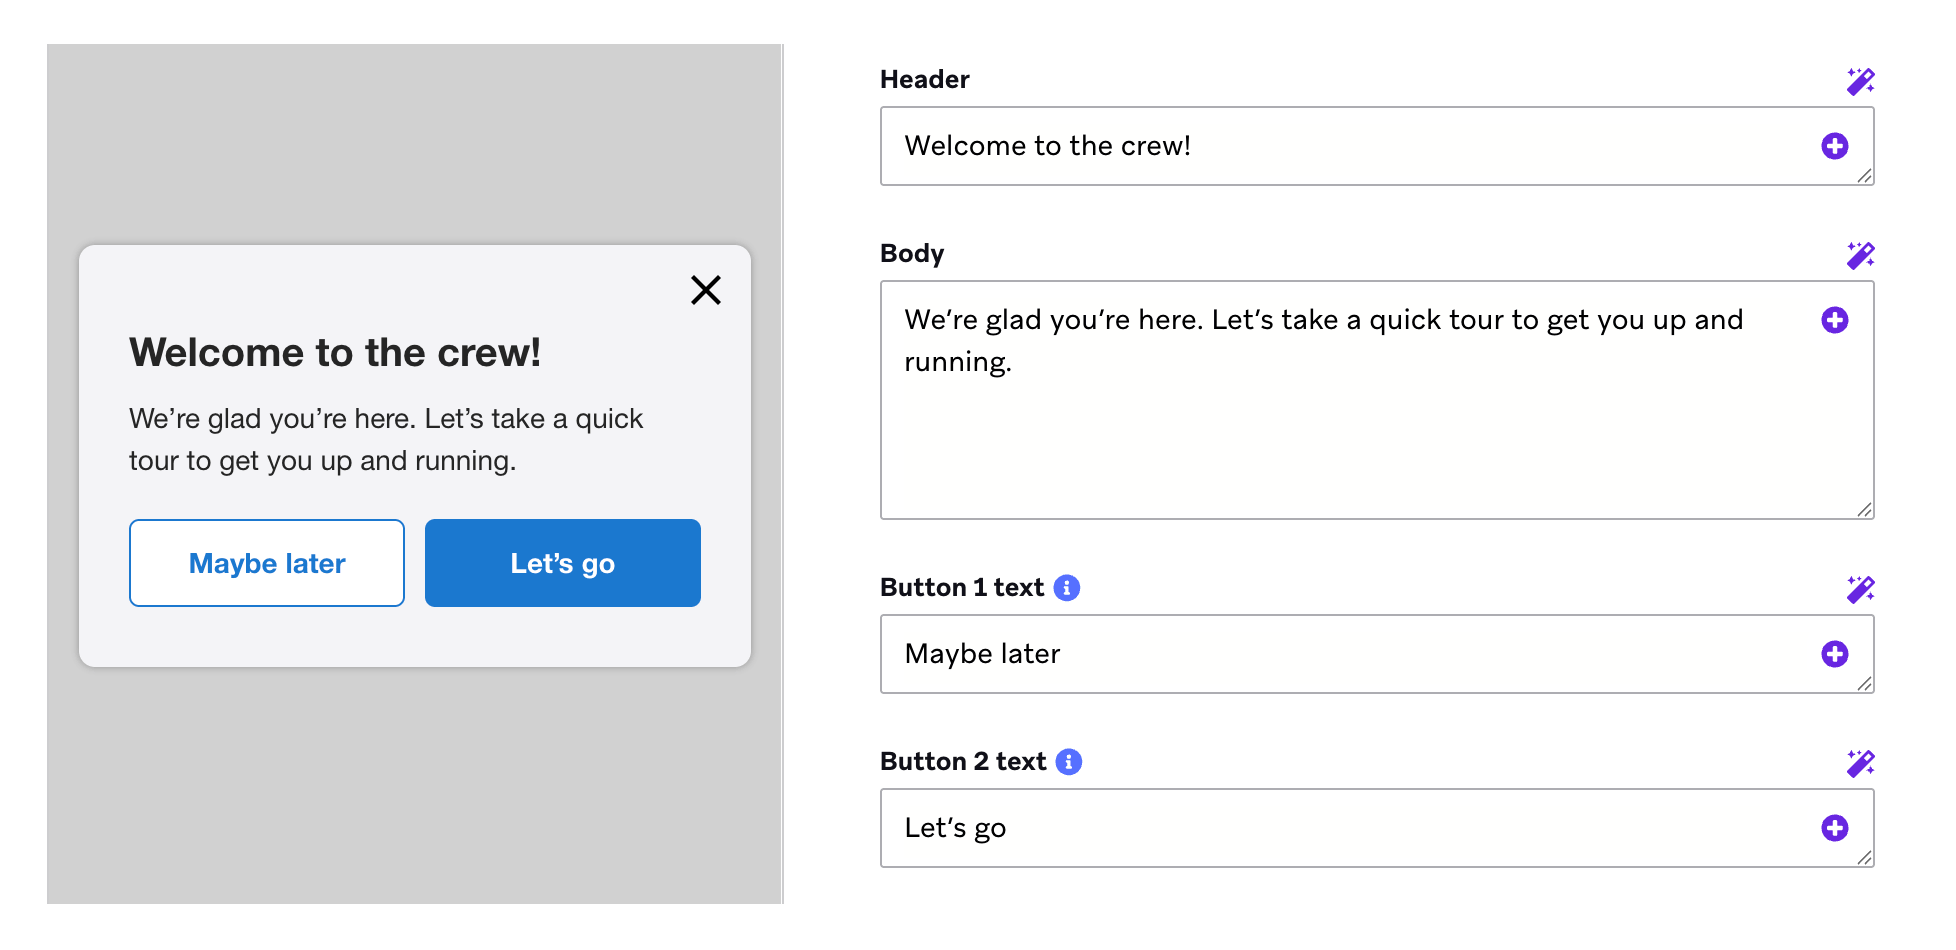 Welcome to the crew!
We’re glad you’re here. Let’s take a quick
tour to get you up and running.
Maybe later
Let’s go
Header
Welcome to the crew!
Body
We’re glad you’re here. Let’s take a quick tour to get you up and
running.
Button 1 text
Maybe later
Button 2 text
Let’s go